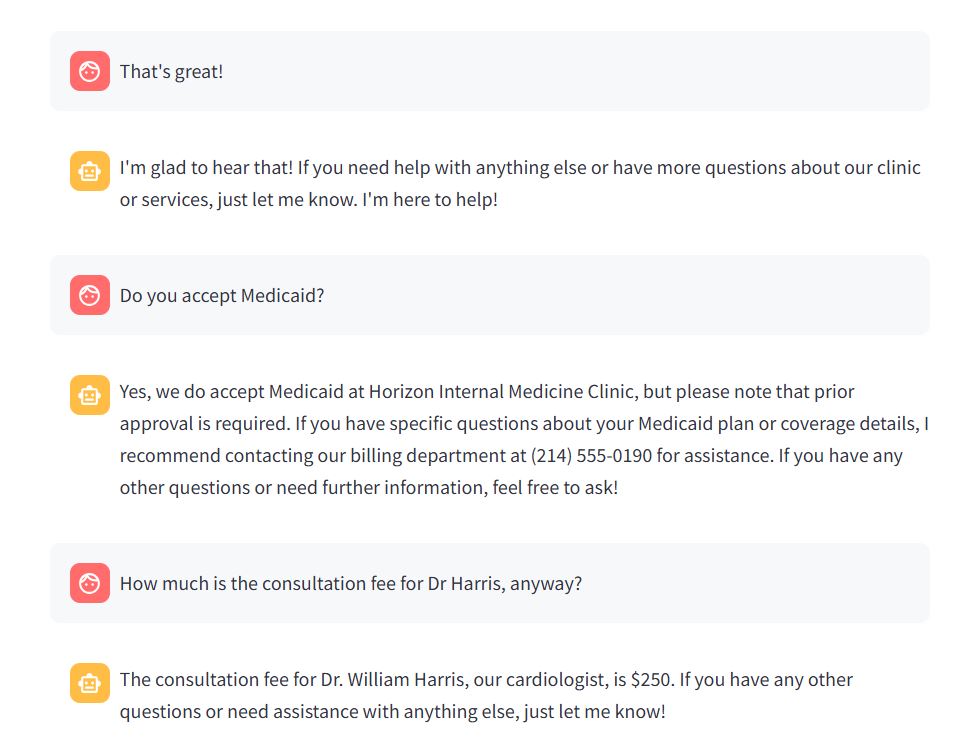 That's great!
I'm glad to hear that! If you need help with anything else or have more questions about our clinic
or services, just let me know. I'm here to help!
Do you accept Medicaid?
Yes, we do accept Medicaid at Horizon Internal Medicine Clinic, but please note that prior
approval is required. If you have specific questions about your Medicaid plan or coverage details, I
recommend contacting our billing department at (214) 555-0190 for assistance. If you have any
other questions or need further information, feel free to ask!
How much is the consultation fee for Dr Harris, anyway?
The consultation fee for Dr. William Harris, our cardiologist, is $250. If you have any other
questions or need assistance with anything else, just let me know!